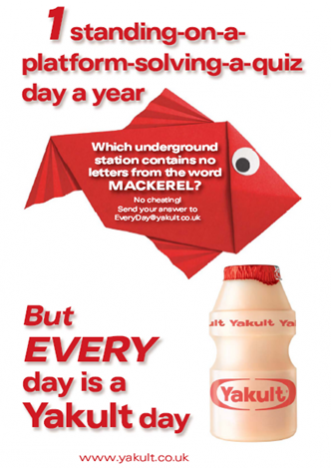 1 standing-on-a-
platform-solving-a-quiz
day a year
Which underground
station contains no
letters from the word
MACKEREL?
No cheating!
Send your answer to
EveryDay@yakult.co.uk
But
EVERY
day is a
Yakult day
ult Yakult Ya
Yakult
www.yakult.co.uk